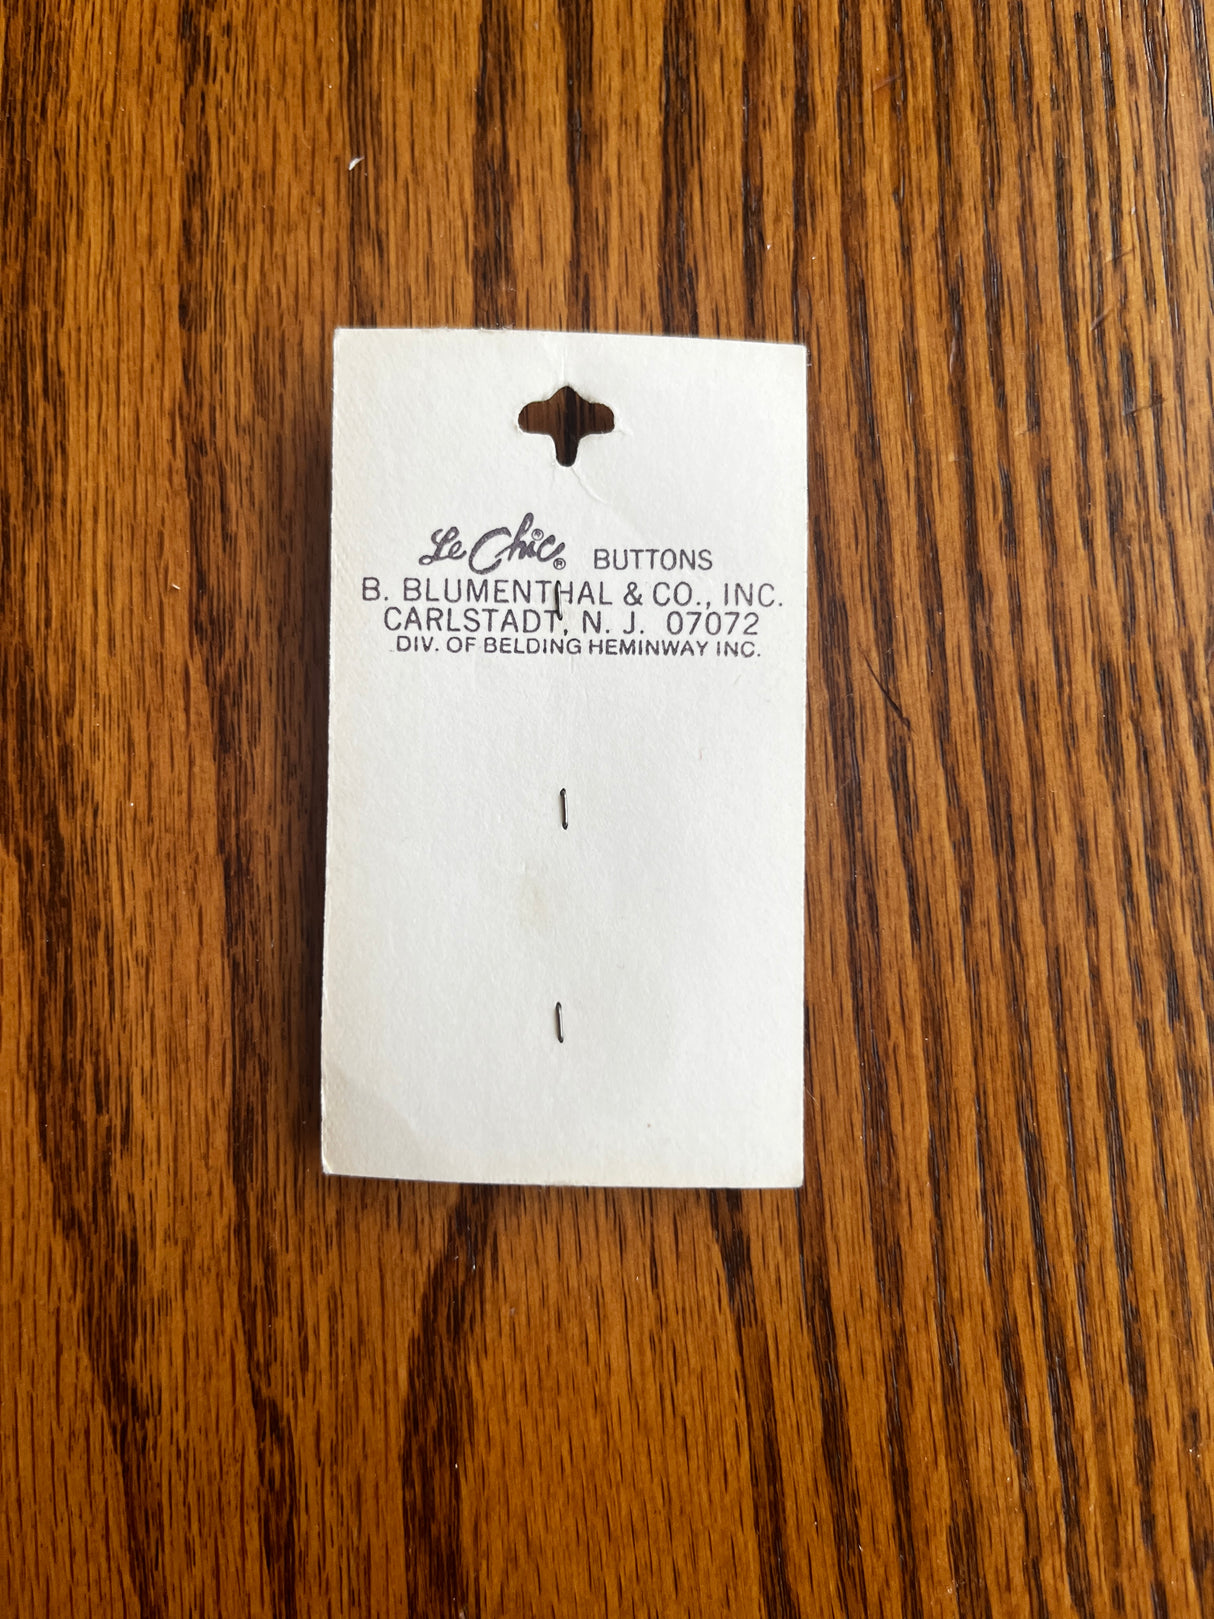 Le Chic® BUTTONS
B. BLUMENTHAL & CO., INC.
CARLSTADT, N. J. 07072
DIV. OF BELDING HEMINWAY INC.